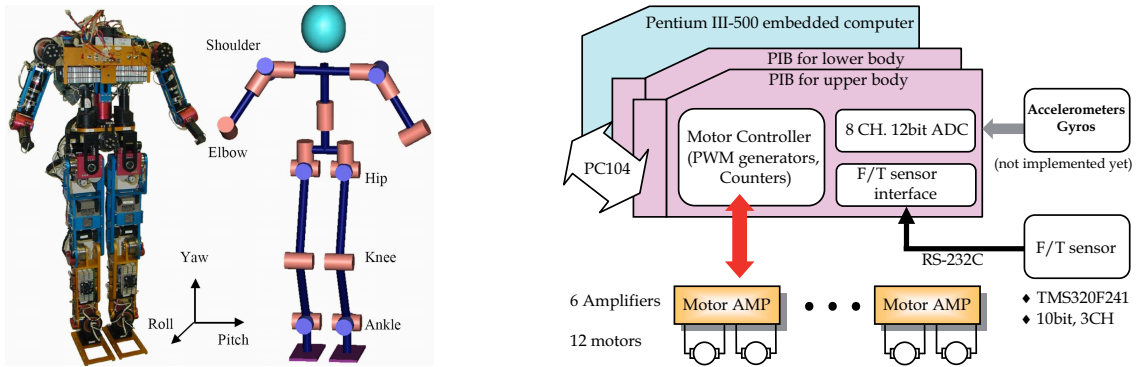 Shoulder
Elbow
Hip
Knee
Ankle
Yaw
Roll
Pitch
Pentium III-500 embedded computer
PIB for lower body
PIB for upper body
Motor Controller
(PWM generators,
Counters)
8 CH. 12bit ADC
F/T sensor
interface
PC104
Accelerometers
Gyros
(not implemented yet)
RS-232C
F/T sensor
♦ TMS320F241
♦ 10bit, 3CH
6 Amplifiers
12 motors
Motor AMP
Motor AMP